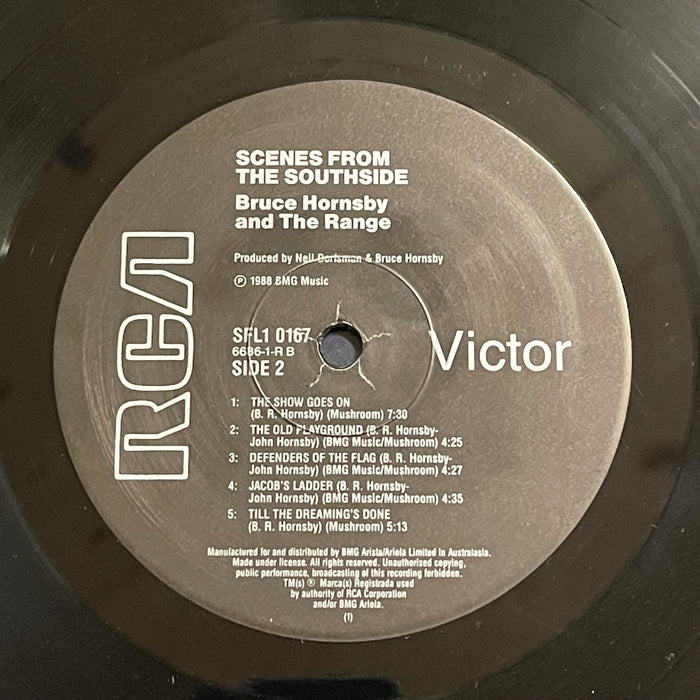 SCENES FROM
THE SOUTHSIDE
Bruce Hornsby
and The Range
Produced by Neil Dorfsman & Bruce Hornsby
Ⓟ 1988 BMG Music
RCA
SFL1 0167
6686-1-R B
SIDE 2
Victor
1: THE SHOW GOES ON
(B. R. Hornsby) (Mushroom) 7:30
2: THE OLD PLAYGROUND (B. R. Hornsby-
John Hornsby) (BMG Music/Mushroom) 4:25
3: DEFENDERS OF THE FLAG (B. R. Hornsby-
John Hornsby) (BMG Music/Mushroom) 4:27
4: JACOB'S LADDER (B. R. Hornsby-
John Hornsby) (BMG Music/Mushroom) 4:35
5: TILL THE DREAMING'S DONE
(B. R. Hornsby) (Mushroom) 5:13
Manufactured for and distributed by BMG Arista/Ariola Limited in Australasia.
Made under license. All rights reserved. Unauthorised copying,
public performance, broadcasting of this recording forbidden.
TM(s) ® Marca(s) Registrada used
by authority of RCA Corporation
and/or BMG Ariola.
(1)